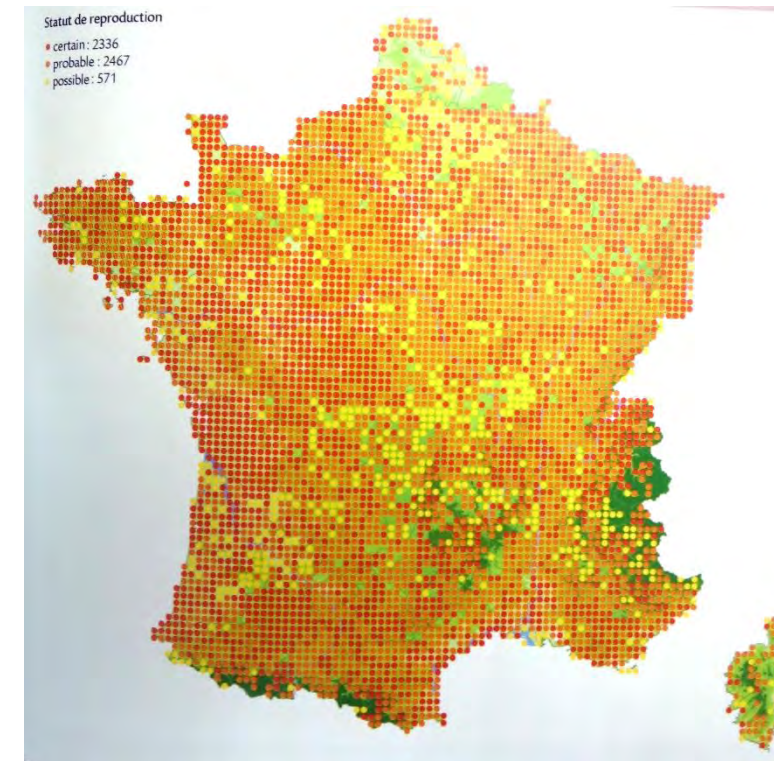 Statut de reproduction
certain : 2336
probable : 2467
possible : 571